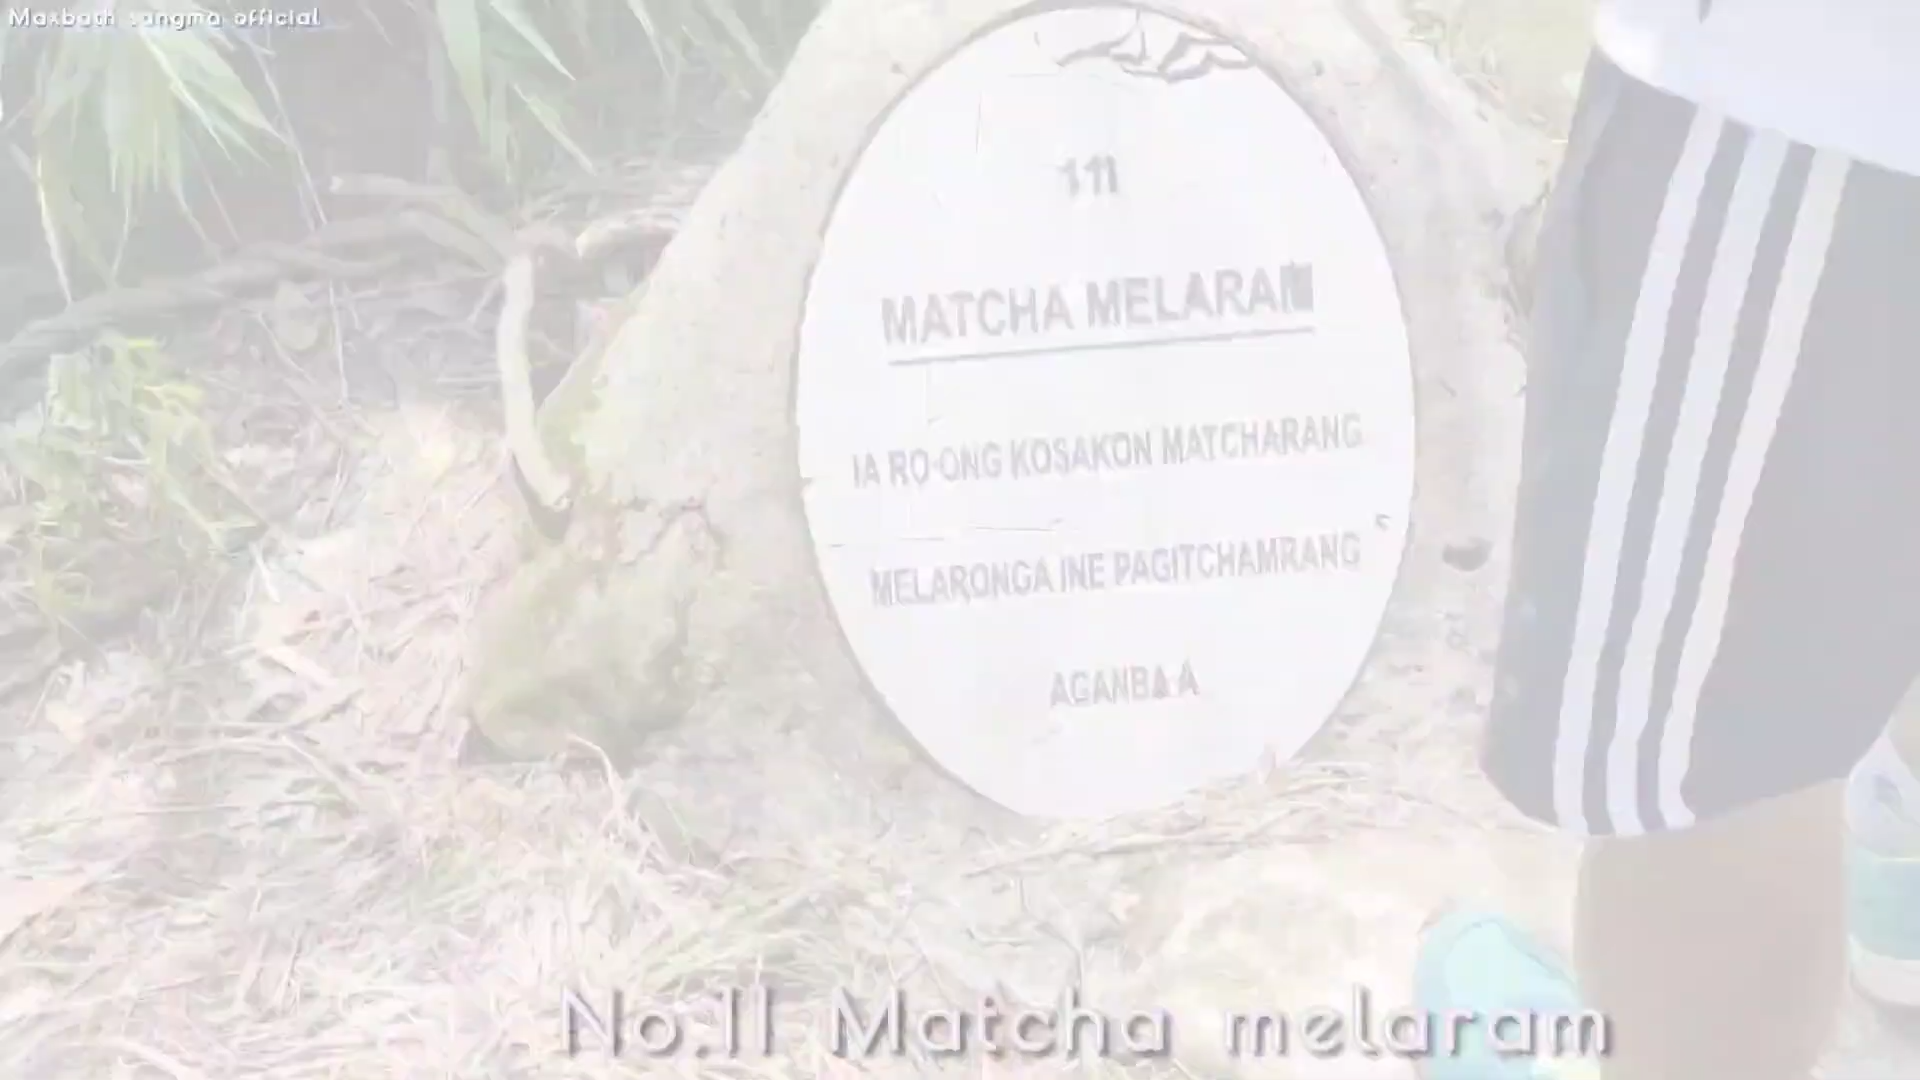 Maxbath sangma official
11
MATCHA MELARAM
IA RO·ONG KOSAKON MATCHARANG
MELARONGA INE PAGITCHAMRANG
AGANBA A
No.11 Matcha melaram